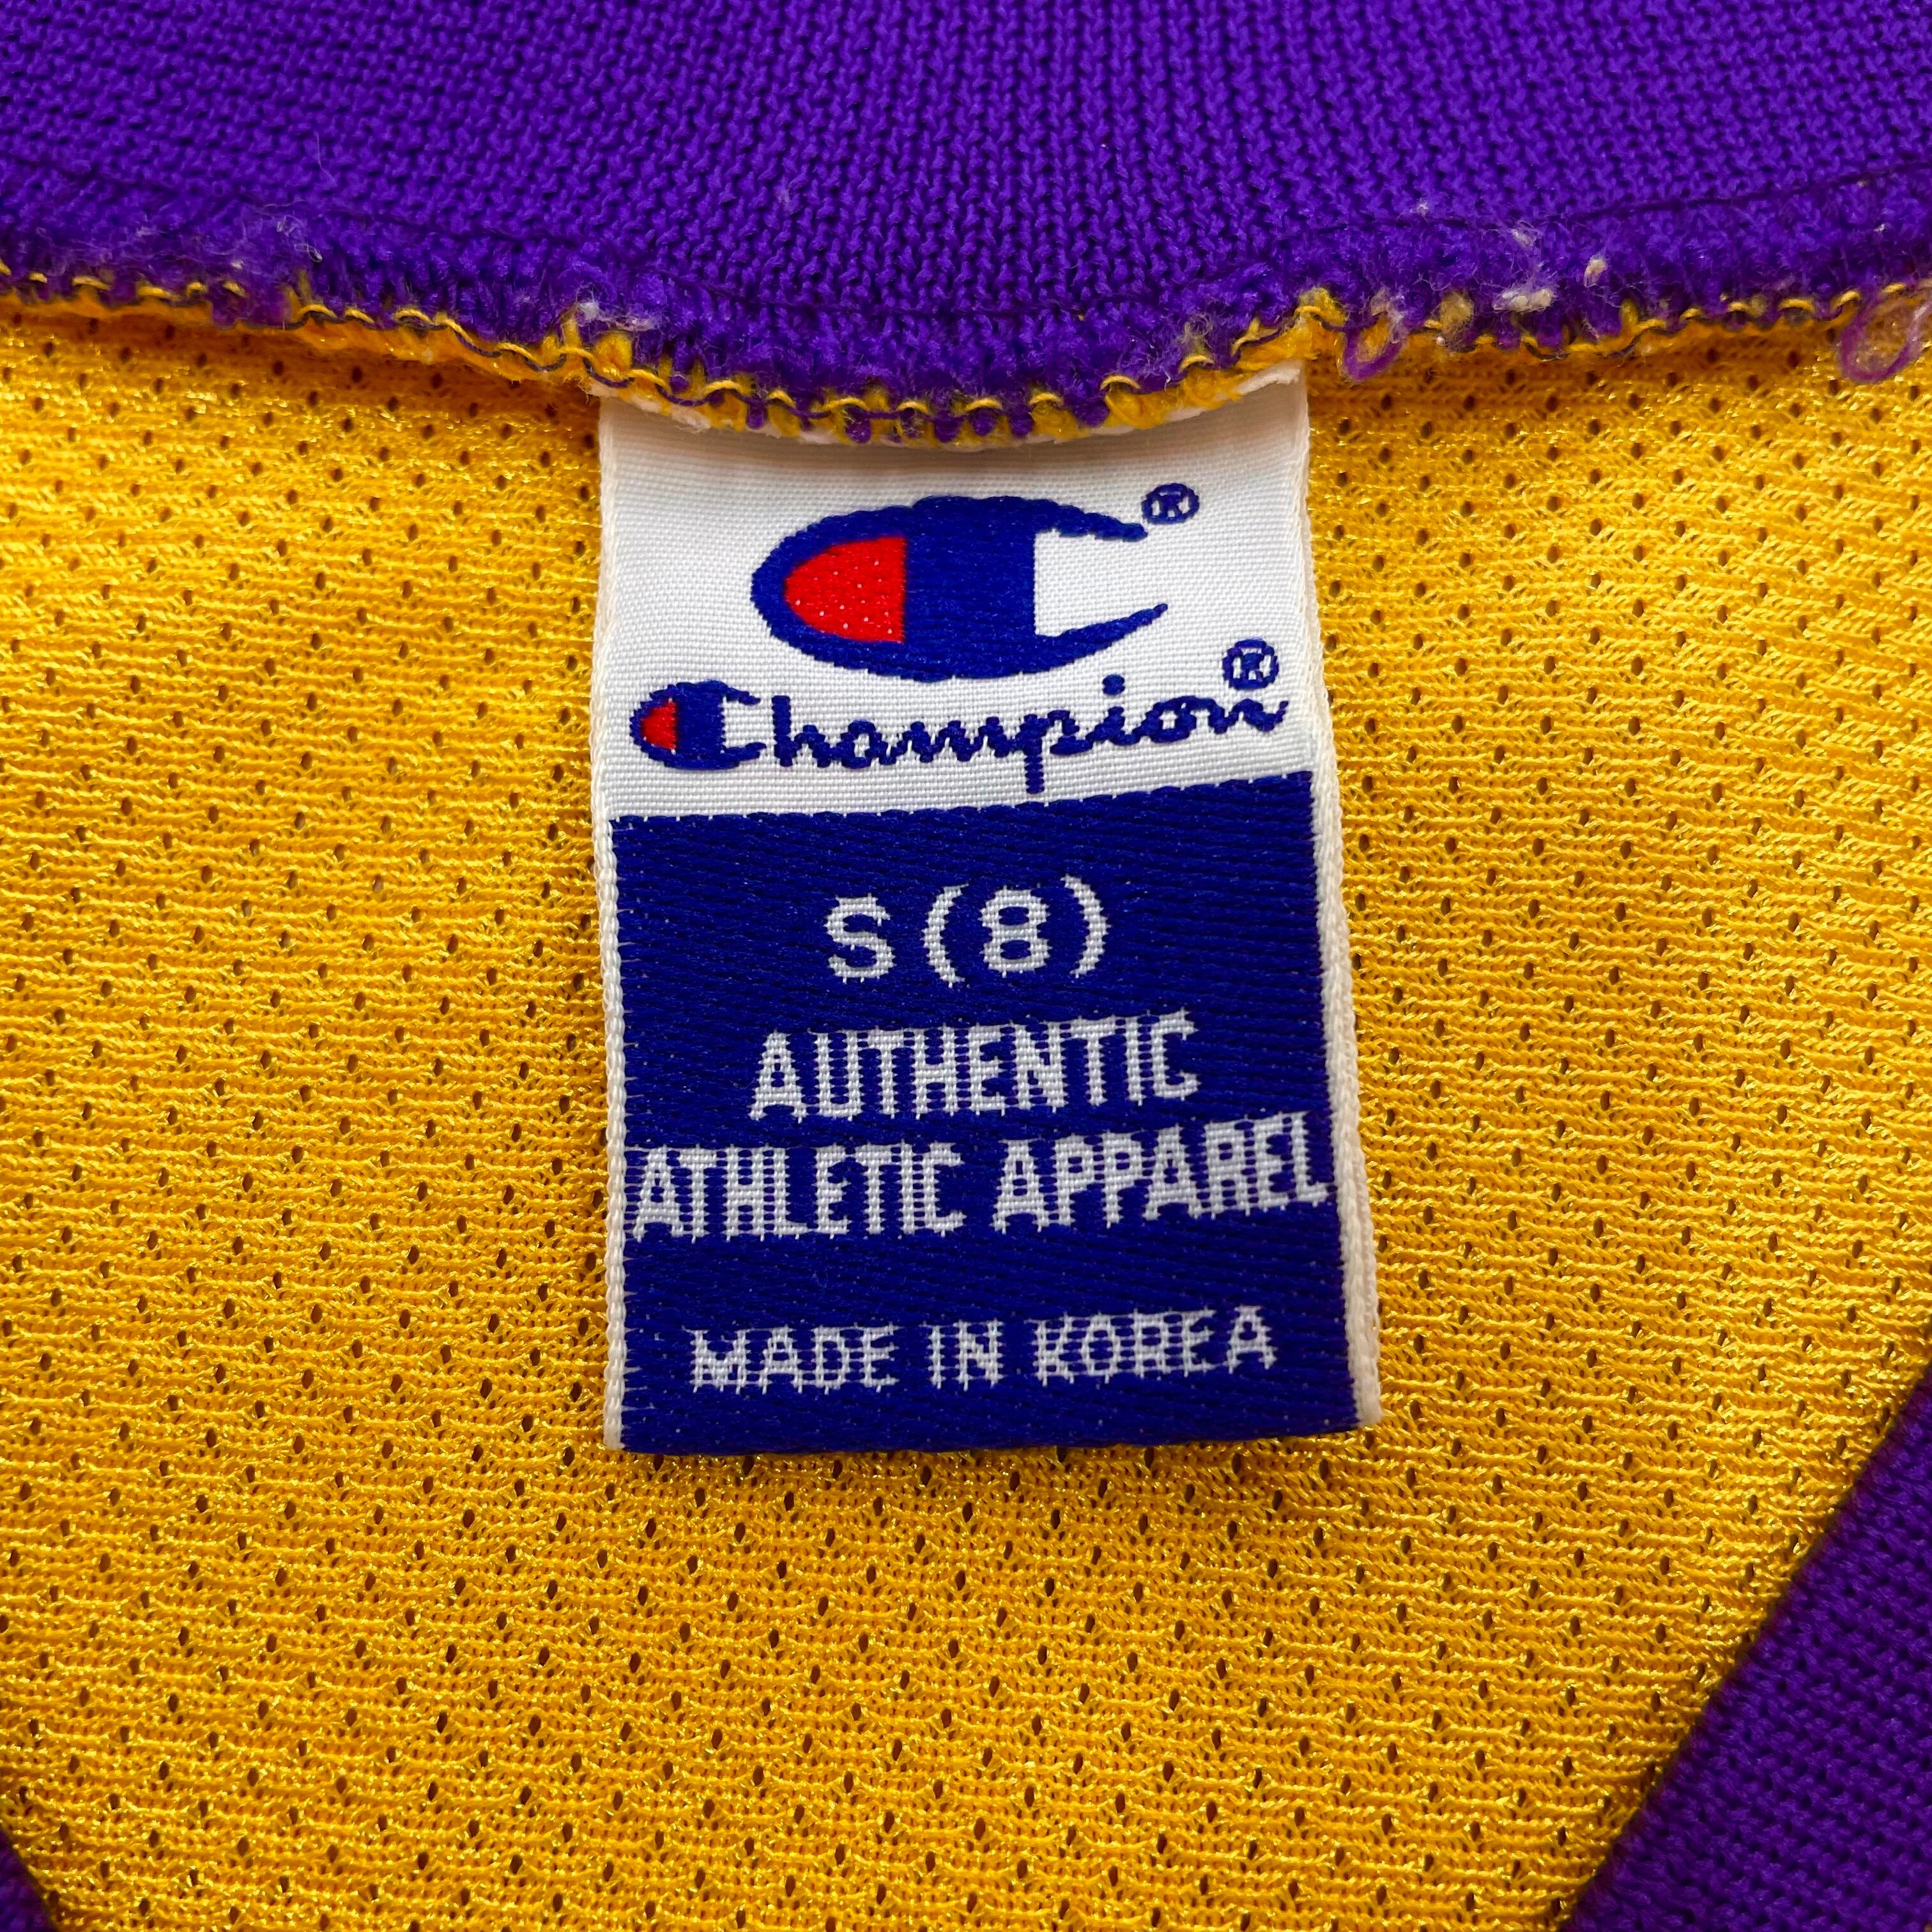 ®
Champion®
S(8)
AUTHENTIC
ATHLETIC APPAREL
MADE IN KOREA